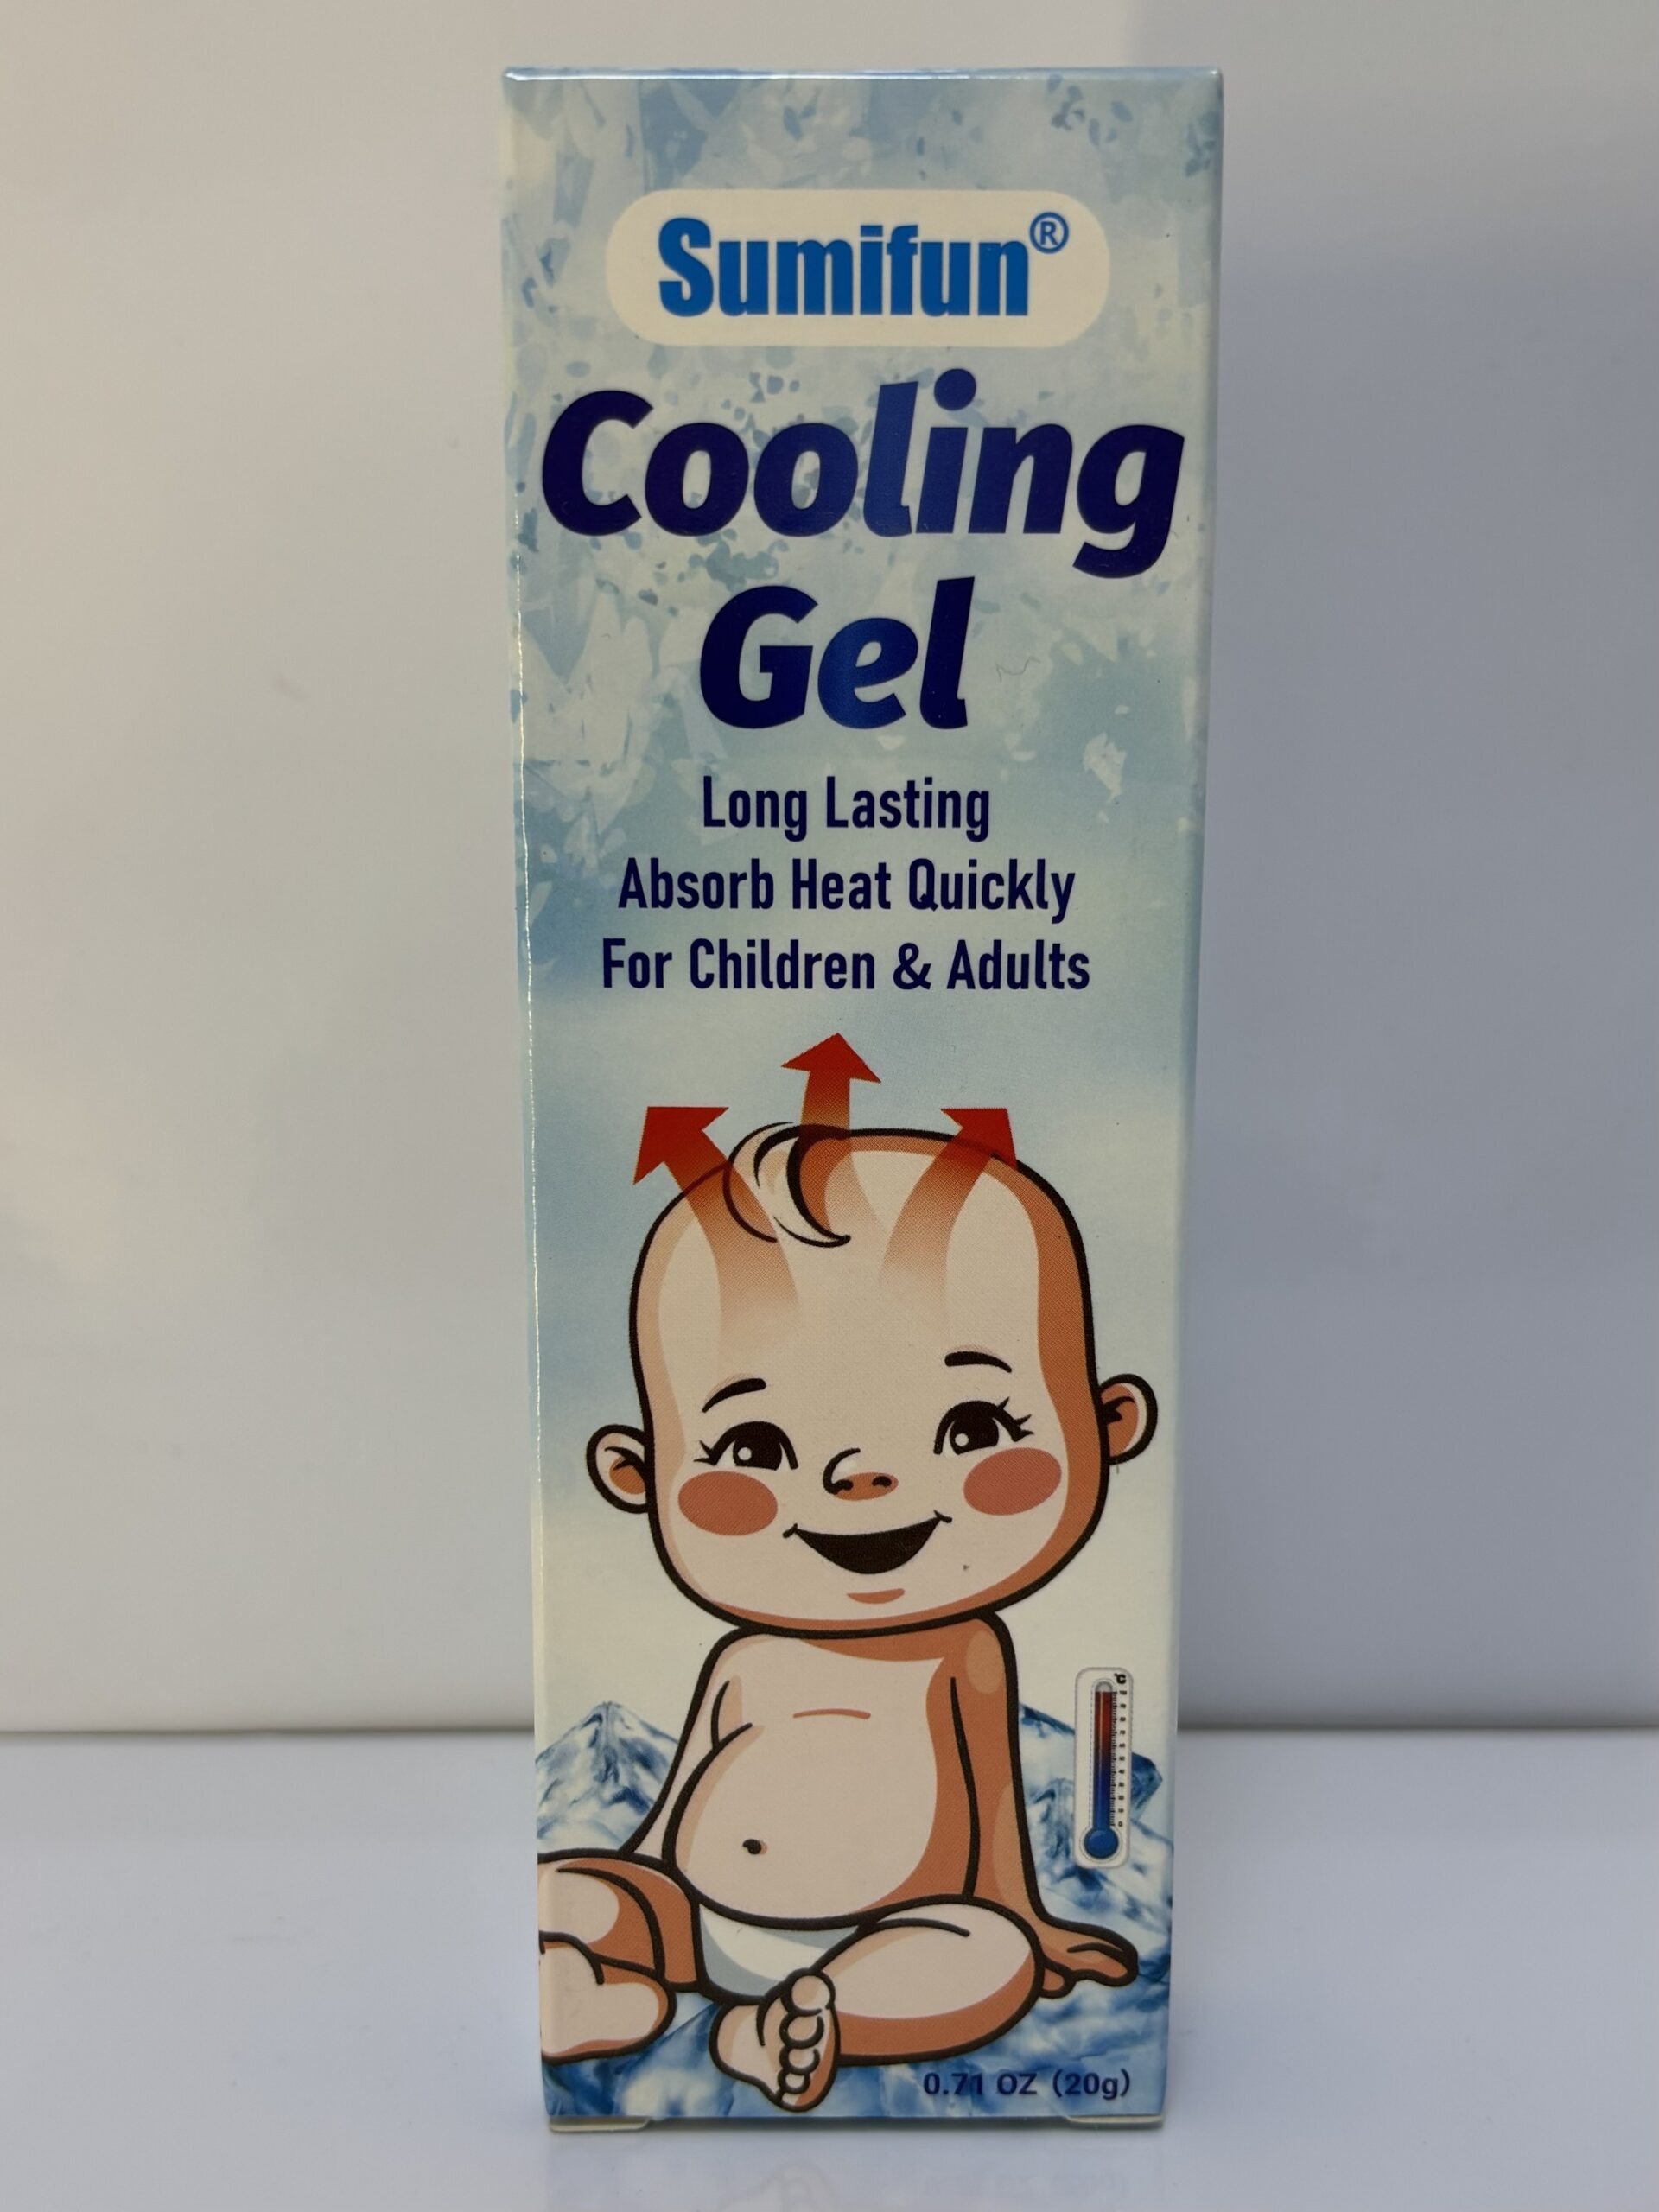 Sumifun®
Cooling
Gel
Long Lasting
Absorb Heat Quickly
For Children & Adults
°C
0.71 OZ (20g)